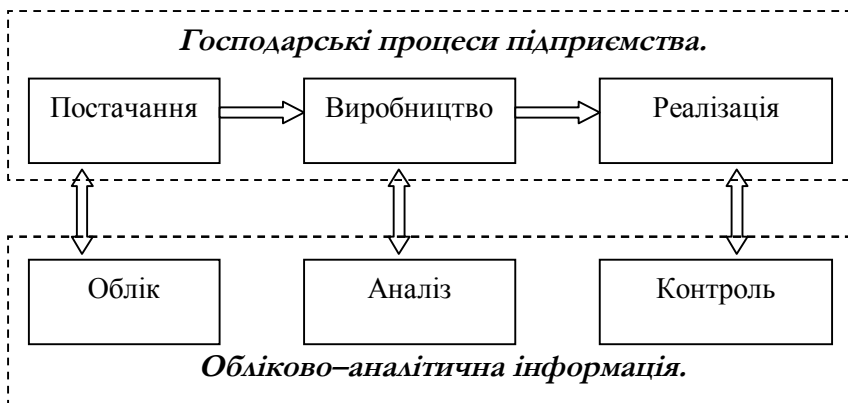 Господарські процеси підприємства.
Постачання
Виробництво
Реалізація
Облік
Аналіз
Контроль
Обліково–аналітична інформація.